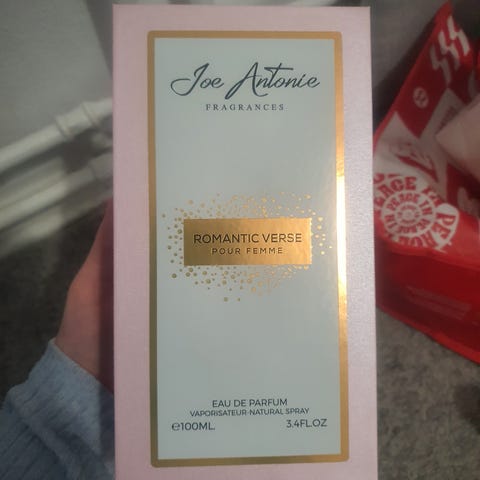 Joe Antonie
FRAGRANCES
ROMANTIC VERSE
POUR FEMME
EAU DE PARFUM
VAPORISATEUR-NATURAL SPRAY
℮100ML. 3.4FL.OZ